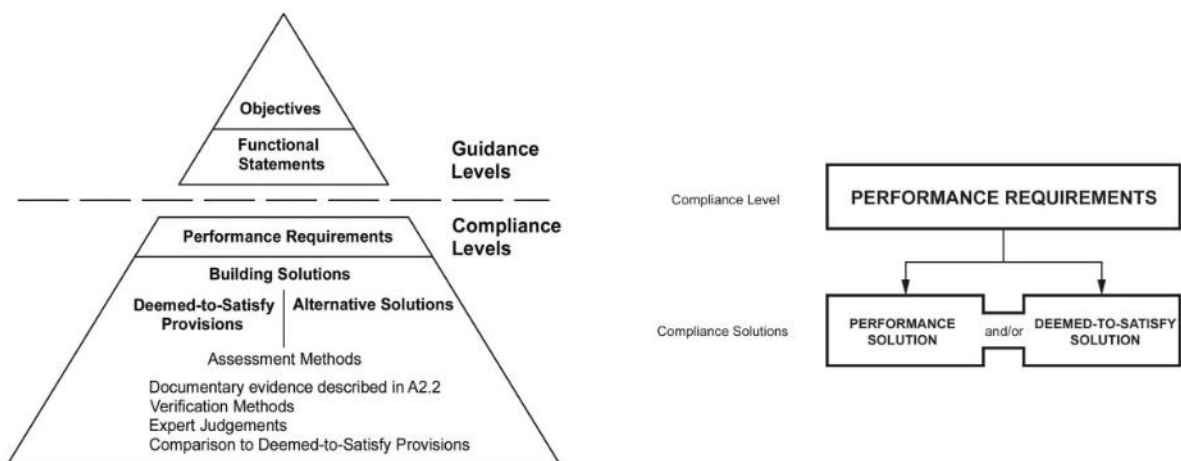 Objectives
Functional
Statements
Guidance
Levels
Compliance
Levels
Performance Requirements
Building Solutions
Deemed-to-Satisfy
Provisions
Alternative Solutions
Assessment Methods
Documentary evidence described in A2.2
Verification Methods
Expert Judgements
Comparison to Deemed-to-Satisfy Provisions
Compliance Level
PERFORMANCE REQUIREMENTS
Compliance Solutions
PERFORMANCE
SOLUTION
and/or
DEEMED-TO-SATISFY
SOLUTION